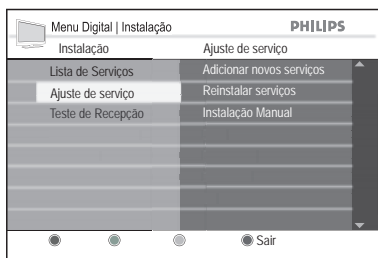 Menu Digital | Instalação
PHILIPS
Instalação
Ajuste de serviço
Lista de Serviços
Adicionar novos serviços
Ajuste de serviço
Reinstalar serviços
Teste de Recepção
Instalação Manual
Sair